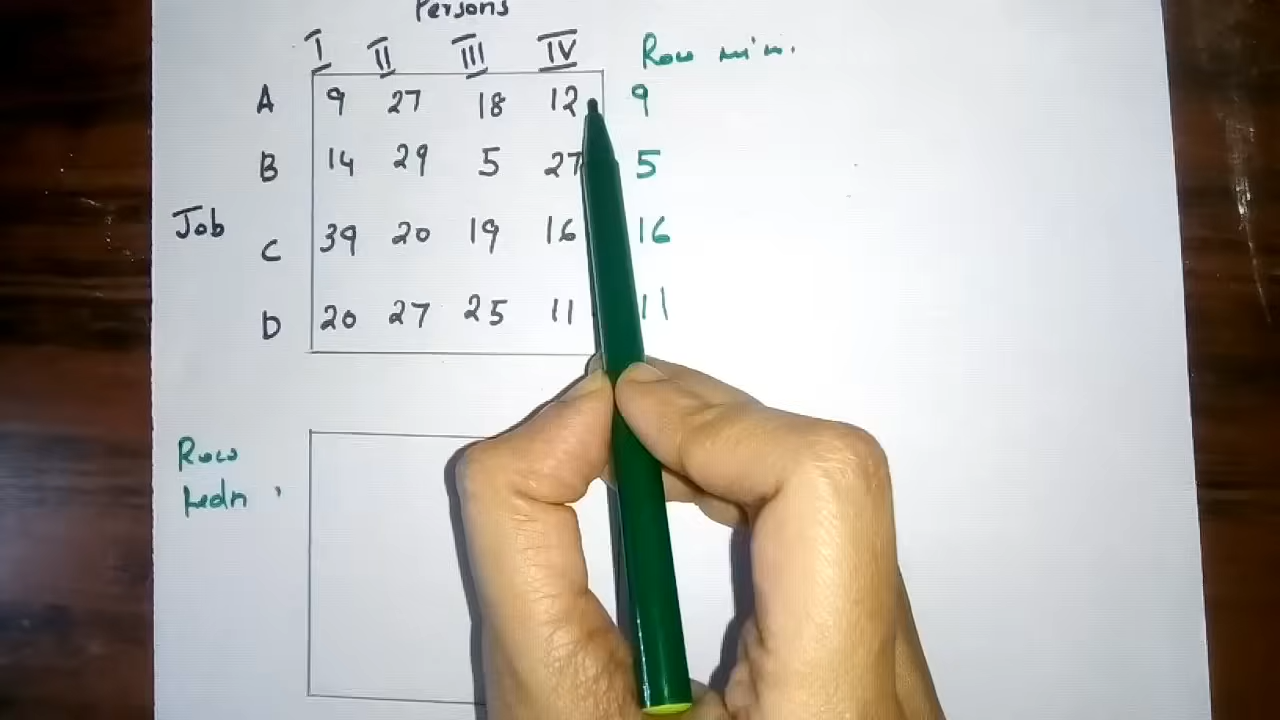 Persons
I II III IV Row min.
A 9 27 18 12 9
B 14 29 5 27 5
Job
C 39 20 19 16 16
D 20 27 25 11 11
Row